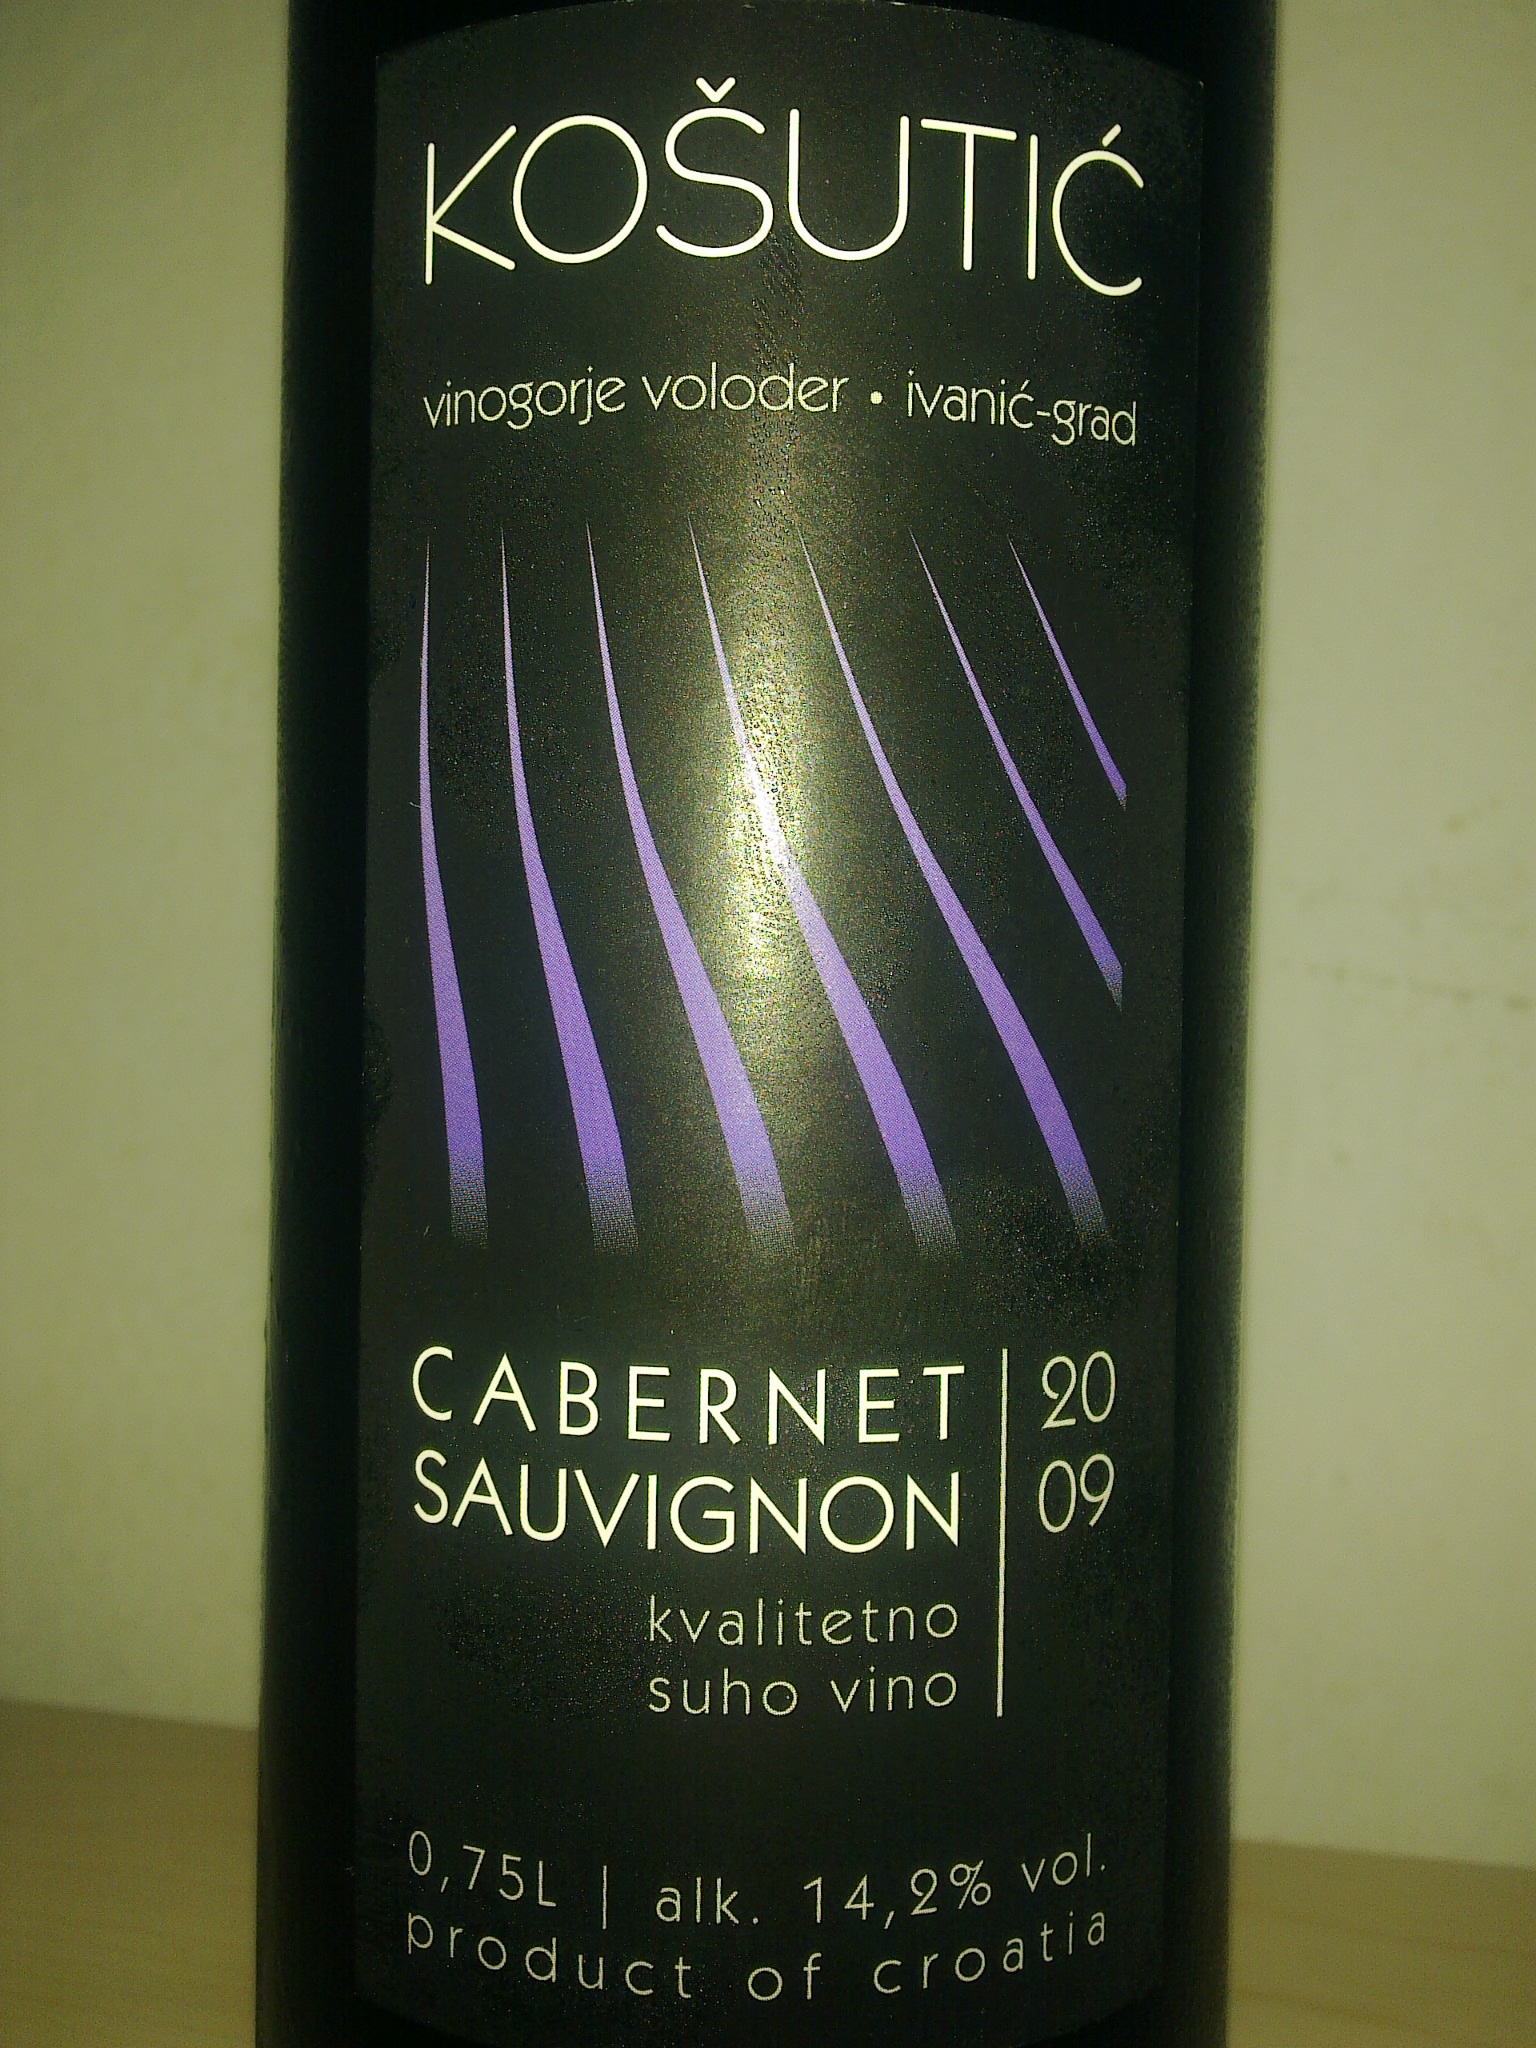 KOŠUTIĆ
vinogorje voloder • ivanić-grad
CABERNET
SAUVIGNON
20
09
kvalitetno
suho vino
0,75L | alk. 14,2% vol.
product of croatia